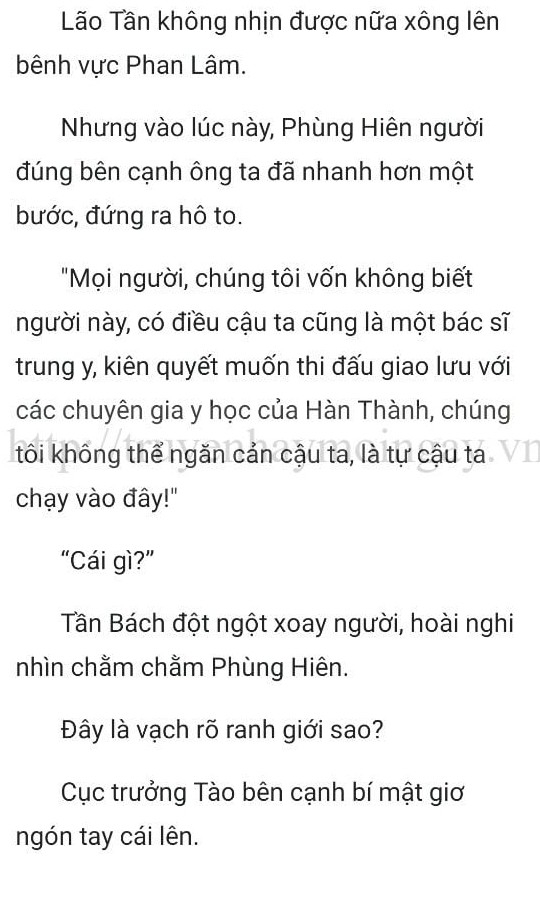 Lão Tần không nhịn được nữa xông lên
bênh vực Phan Lâm.
Nhưng vào lúc này, Phùng Hiên người
đúng bên cạnh ông ta đã nhanh hơn một
bước, đứng ra hô to.
"Mọi người, chúng tôi vốn không biết
người này, có điều cậu ta cũng là một bác sĩ
trung y, kiên quyết muốn thi đấu giao lưu với
các chuyên gia y học của Hàn Thành, chúng
http://truyenhaymoingay.vn
tôi không thể ngăn cản cậu ta, là tự cậu ta
chạy vào đây!"
“Cái gì?”
Tần Bách đột ngột xoay người, hoài nghi
nhìn chằm chằm Phùng Hiên.
Đây là vạch rõ ranh giới sao?
Cục trưởng Tào bên cạnh bí mật giơ
ngón tay cái lên.